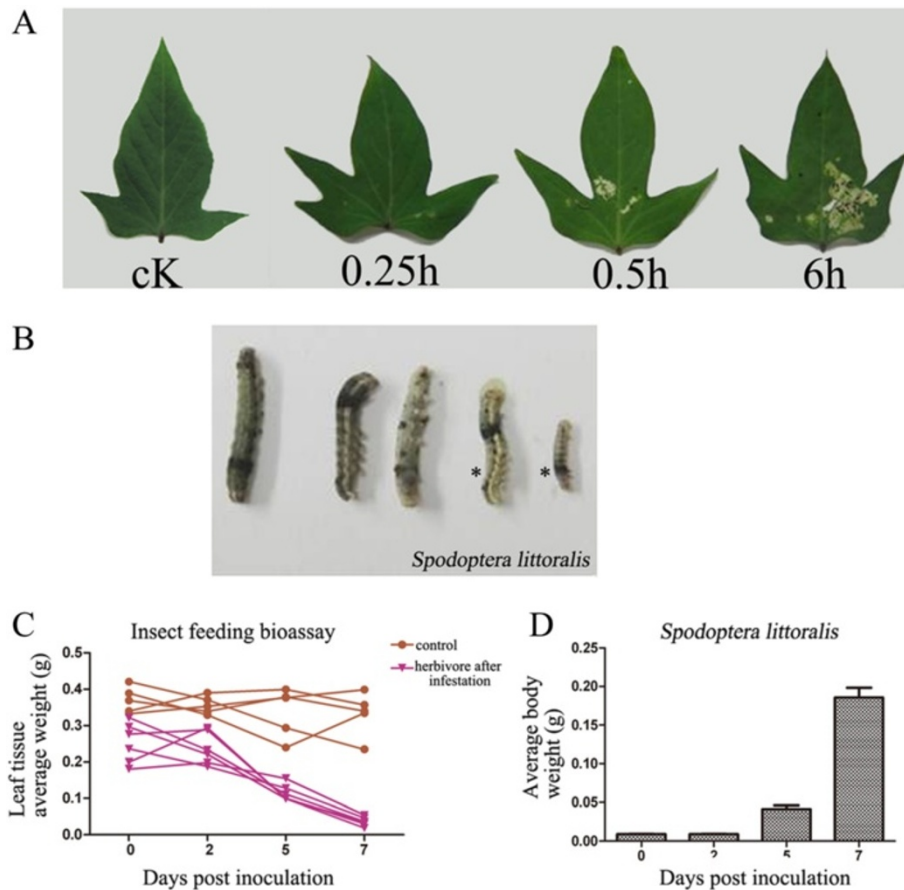 A
cK 0.25h 0.5h 6h
B
* *
Spodoptera littoralis
C
Insect feeding bioassay
control
herbivore after
infestation
Leaf tissue
average weight (g)
0.5
0.4
0.3
0.2
0.1
0.0
0 2 5 7
Days post inoculation
D
Spodoptera littoralis
Average body
weight (g)
0.25
0.20
0.15
0.10
0.05
0.00
0 2 5 7
Days post inoculation